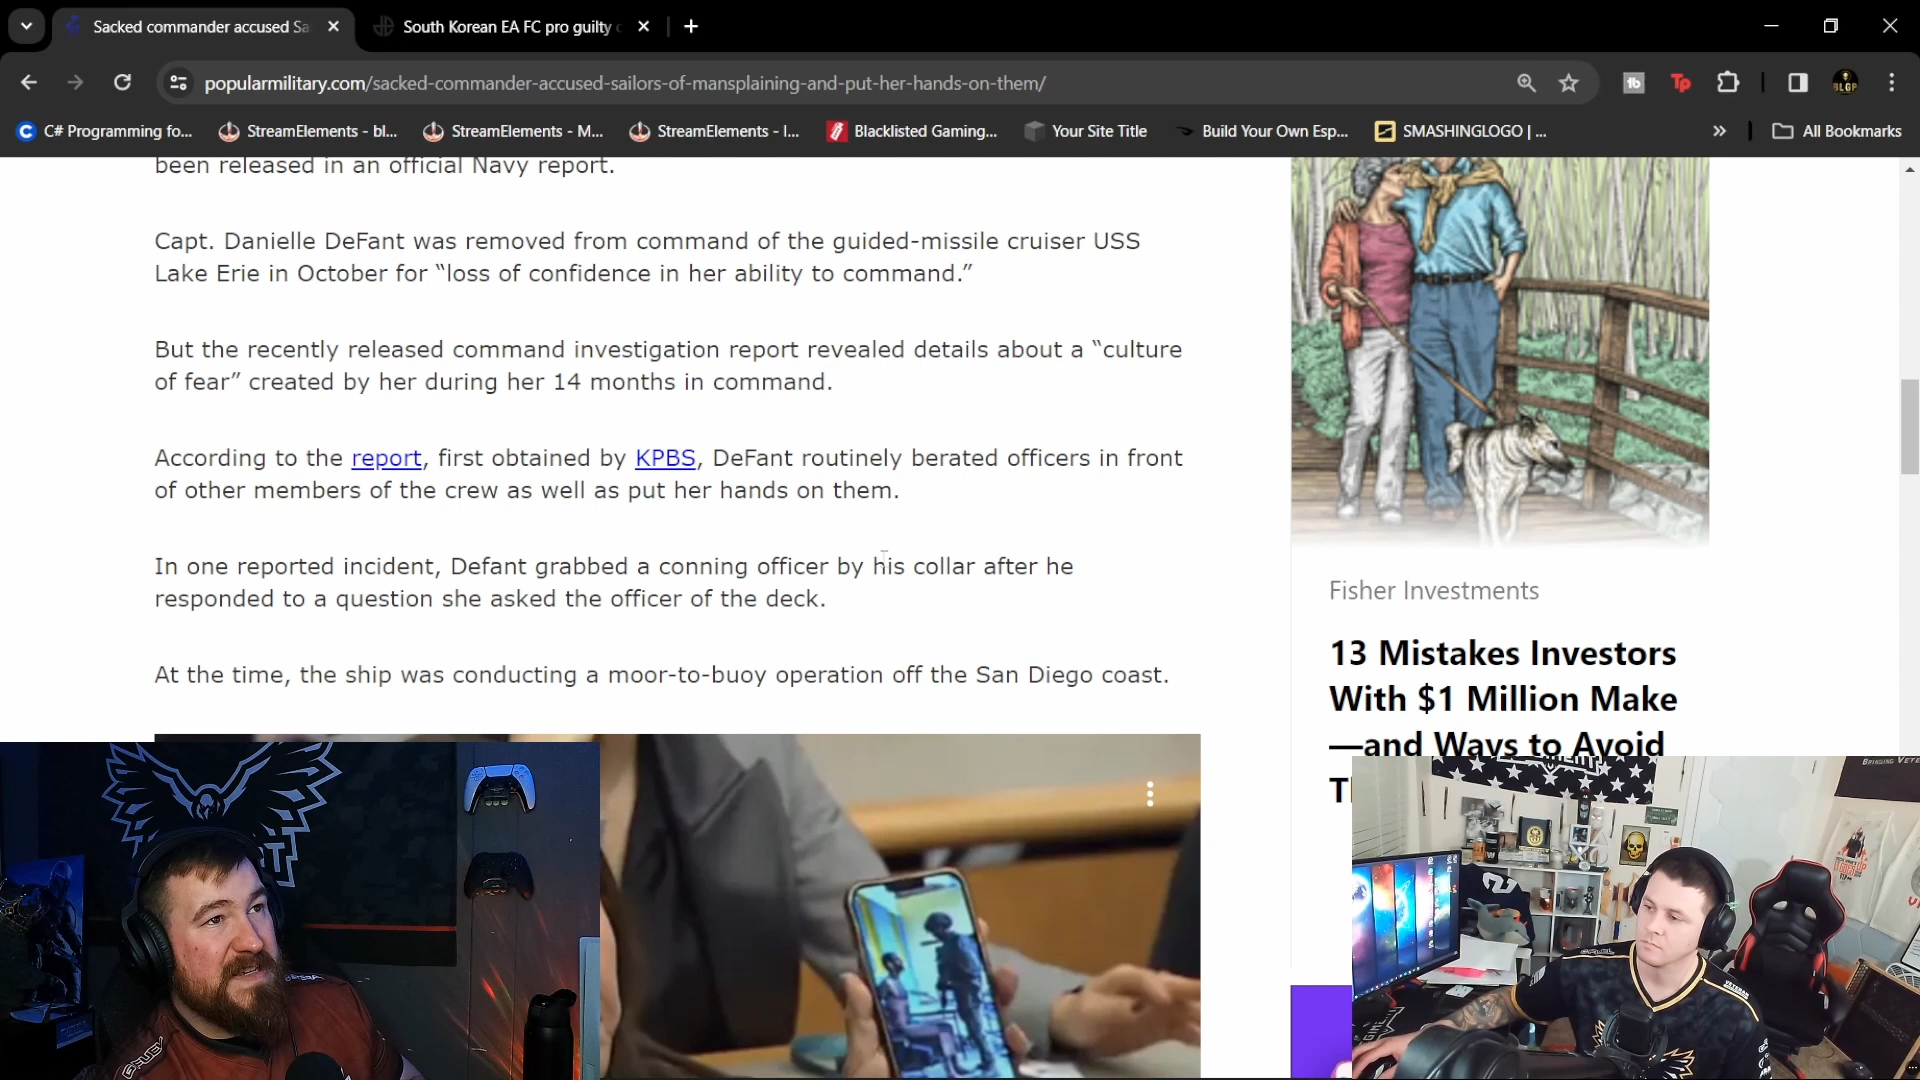 Sacked commander accused Sa
South Korean EA FC pro guilty
popularmilitary.com/sacked-commander-accused-sailors-of-mansplaining-and-put-her-hands-on-them/
C# Programming fo...
StreamElements - bl...
StreamElements - M...
StreamElements - I...
Blacklisted Gaming...
Your Site Title
Build Your Own Esp...
SMASHINGLOGO | ...
All Bookmarks
been released in an official Navy report.
Capt. Danielle DeFant was removed from command of the guided-missile cruiser USS
Lake Erie in October for “loss of confidence in her ability to command.”
But the recently released command investigation report revealed details about a “culture
of fear” created by her during her 14 months in command.
According to the report, first obtained by KPBS, DeFant routinely berated officers in front
of other members of the crew as well as put her hands on them.
In one reported incident, Defant grabbed a conning officer by his collar after he
responded to a question she asked the officer of the deck.
At the time, the ship was conducting a moor-to-buoy operation off the San Diego coast.
Fisher Investments
13 Mistakes Investors
With $1 Million Make
—and Ways to Avoid